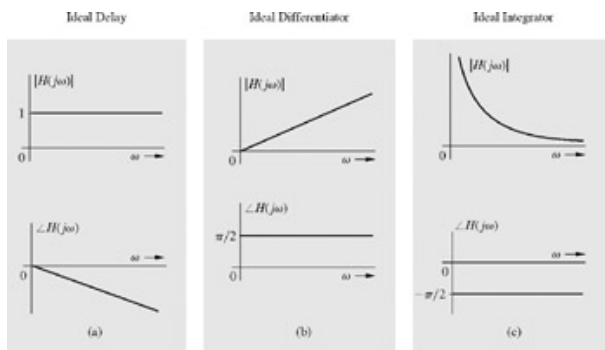 Ideal Delay
|H(jω)|
1
0
ω
∠H(jω)
0
ω
(a)
Ideal Differentiator
|H(jω)|
0
ω
∠H(jω)
π/2
0
ω
(b)
Ideal Integrator
|H(jω)|
0
ω
∠H(jω)
ω
0
−π/2
(c)